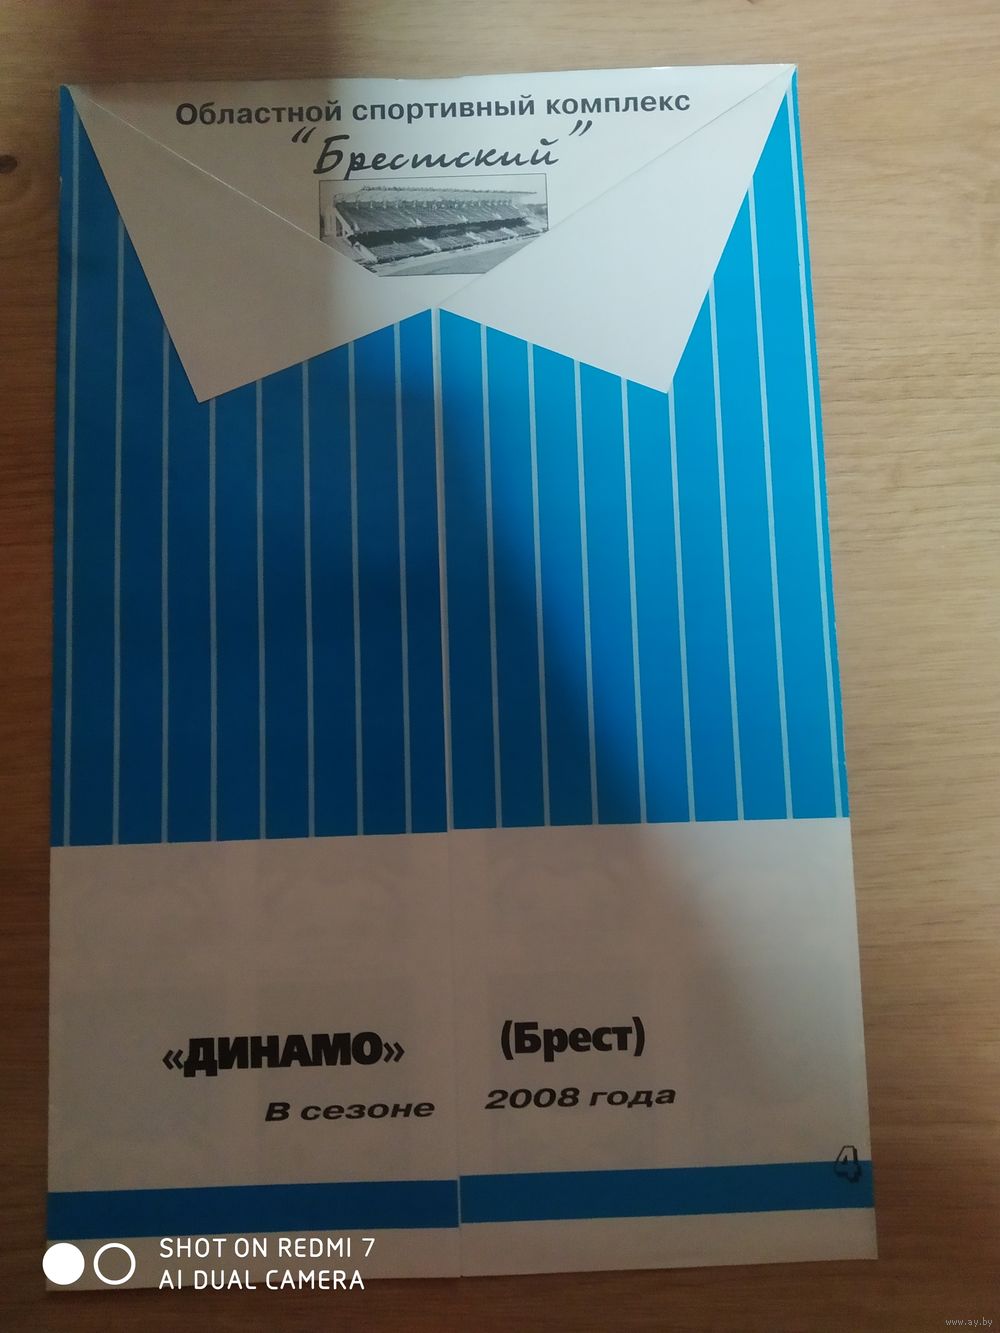 Областной спортивный комплекс
“Брестский”
«ДИНАМО» (Брест)
В сезоне 2008 года
4
SHOT ON REDMI 7
AI DUAL CAMERA
www.ay.by